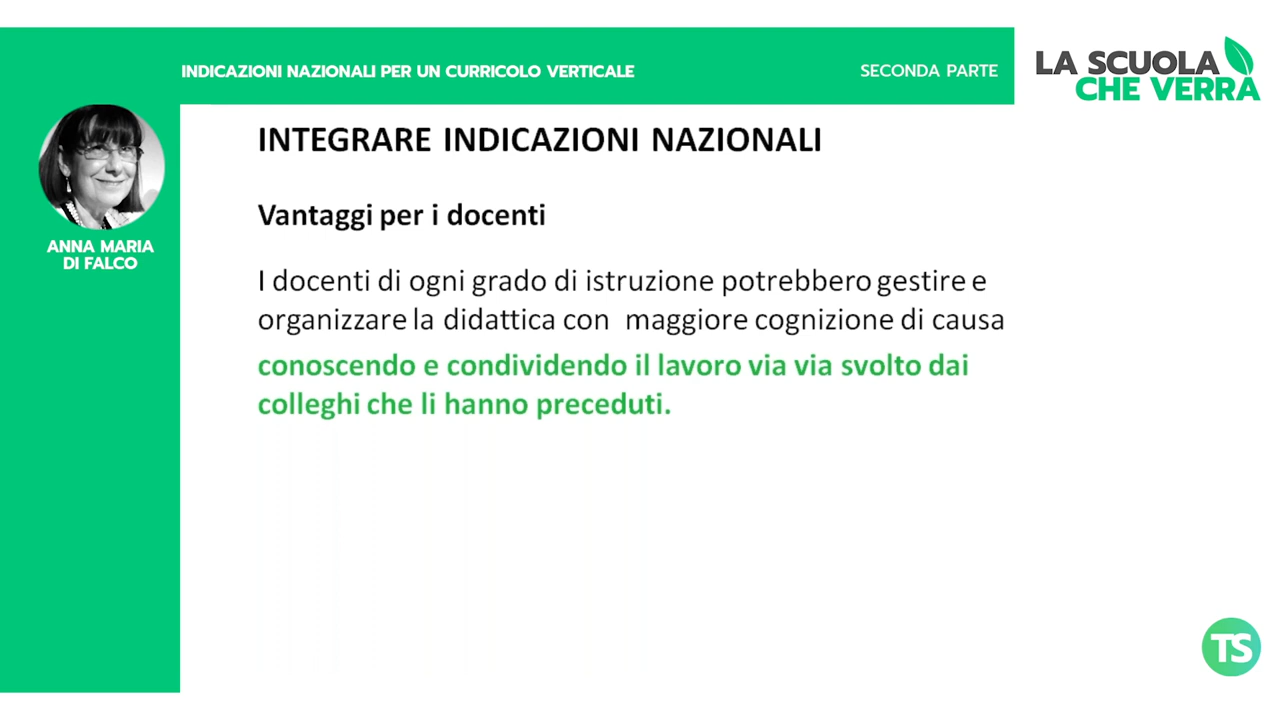 INDICAZIONI NAZIONALI PER UN CURRICOLO VERTICALE
SECONDA PARTE
LA SCUOLA
CHE VERRA
ANNA MARIA
DI FALCO
INTEGRARE INDICAZIONI NAZIONALI
Vantaggi per i docenti
I docenti di ogni grado di istruzione potrebbero gestire e
organizzare la didattica con maggiore cognizione di causa
conoscendo e condividendo il lavoro via via svolto dai
colleghi che li hanno preceduti.
TS